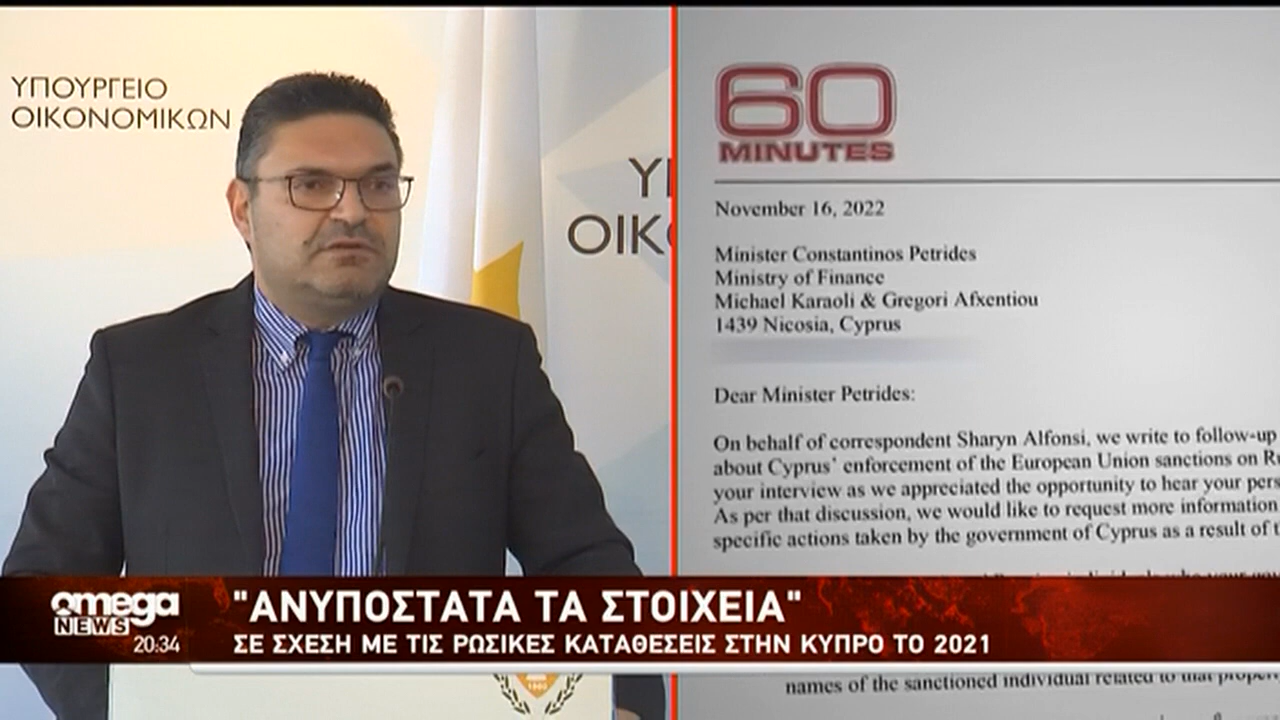 ΥΠΟΥΡΓΕΙΟ
ΟΙΚΟΝΟΜΙΚΩΝ
60
MINUTES
November 16, 2022
Minister Constantinos Petrides
Ministry of Finance
Michael Karaoli & Gregori Afxentiou
1439 Nicosia, Cyprus
Dear Minister Petrides:
On behalf of correspondent Sharyn Alfonsi, we write to follow-up
about Cyprus' enforcement of the European Union sanctions on
your interview as we appreciated the opportunity to hear your
As per that discussion, we would like to request more information
specific actions taken by the government of Cyprus as a result of
names of the sanctioned individual related to that
omega
NEWS
20:34
"ΑΝΥΠΟΣΤΑΤΑ ΤΑ ΣΤΟΙΧΕΙΑ"
ΣΕ ΣΧΕΣΗ ΜΕ ΤΙΣ ΡΩΣΙΚΕΣ ΚΑΤΑΘΕΣΕΙΣ ΣΤΗΝ ΚΥΠΡΟ ΤΟ 2021